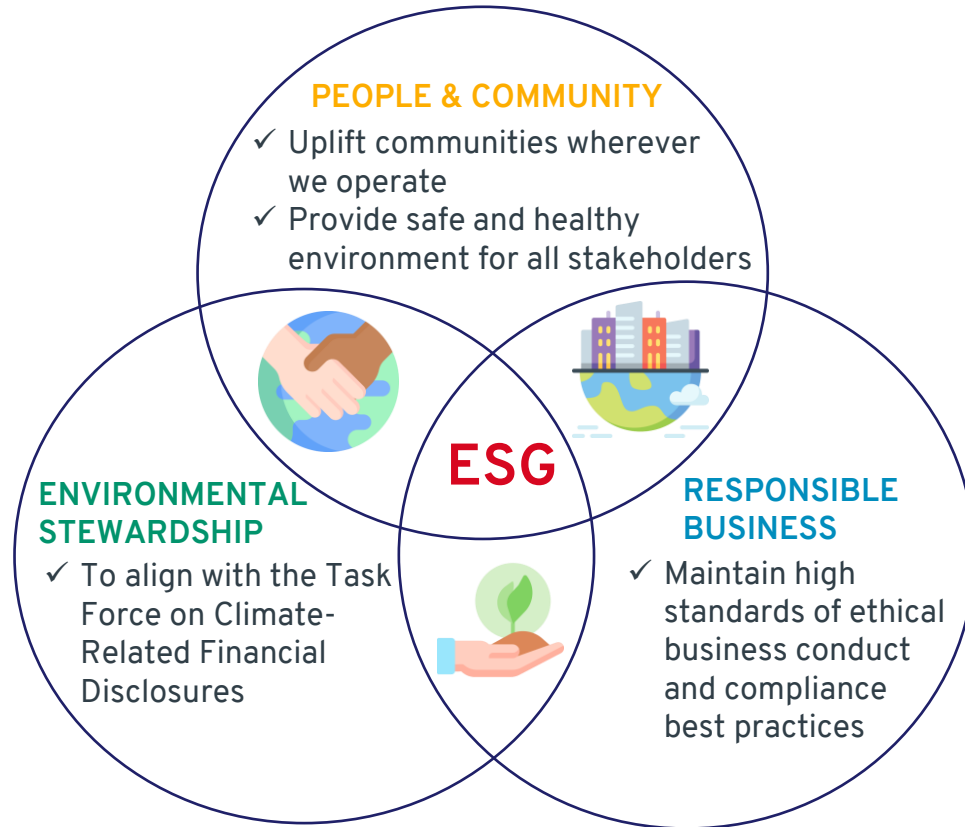 PEOPLE & COMMUNITY
✓ Uplift communities wherever
we operate
✓ Provide safe and healthy
environment for all stakeholders
ESG
ENVIRONMENTAL
STEWARDSHIP
✓ To align with the Task
Force on Climate-
Related Financial
Disclosures
RESPONSIBLE
BUSINESS
✓ Maintain high
standards of ethical
business conduct
and compliance
best practices